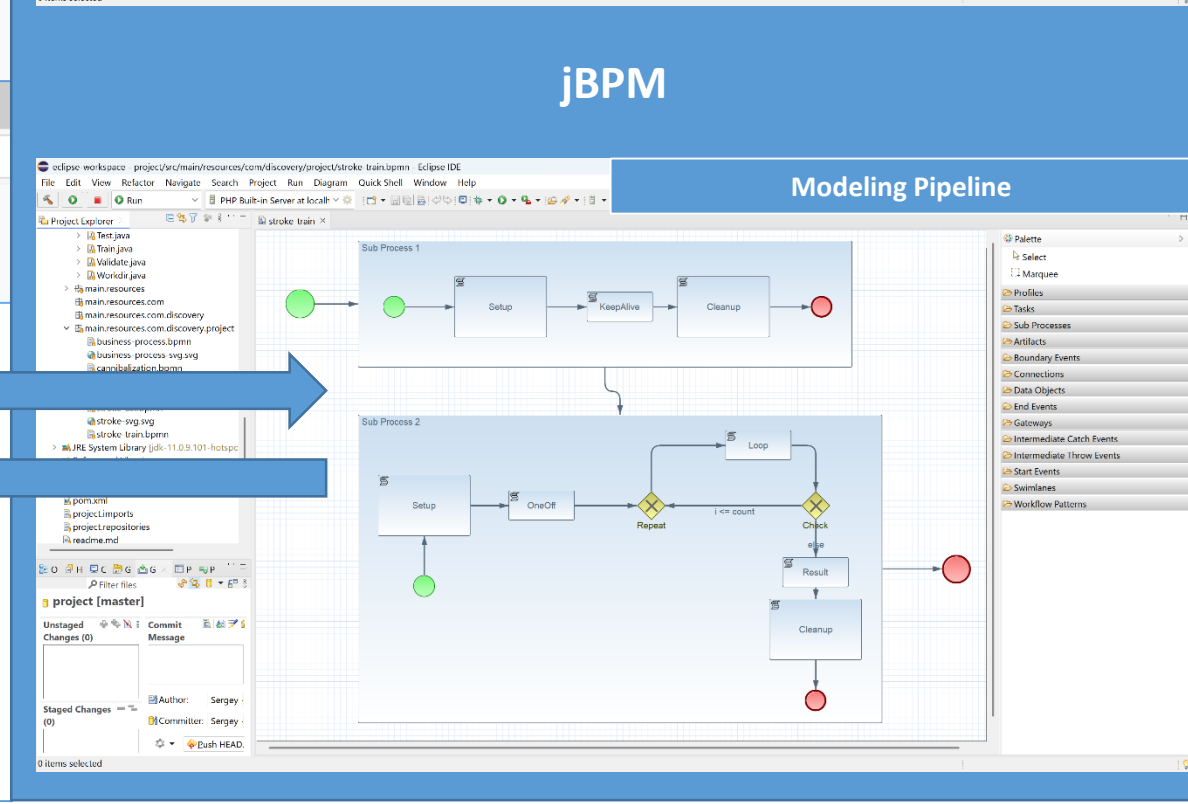 0 items selected
jBPM
eclipse-workspace - project/src/main/resources/com/discovery/project/stroke-train.bpmn - Eclipse IDE
Modeling Pipeline
File Edit View Refactor Navigate Search Project Run Diagram Quick Shell Window Help
Run
PHP Built-in Server at localh
Project Explorer
stroke-train
Test.java
Train.java
Validate.java
Workdir.java
main.resources
main.resources.com
main.resources.com.discovery
main.resources.com.discovery.project
business-process.bpmn
business-process-svg.svg
cannibalization.bpmn
stroke-svg.svg
stroke-train.bpmn
JRE System Library [jdk-11.0.9.101-hotspc
pom.xml
project.imports
project.repositories
readme.md
O H C G G P P
Filter files
project [master]
Unstaged Changes (0)
Commit Message
Author: Sergey
Staged Changes (0)
Committer: Sergey
Push HEAD.
Sub Process 1
Setup
KeepAlive
Cleanup
Sub Process 2
Loop
Setup
OneOff
Repeat
i <= count
Check
else
Result
Cleanup
Palette
Select
Marquee
Profiles
Tasks
Sub Processes
Artifacts
Boundary Events
Connections
Data Objects
End Events
Gateways
Intermediate Catch Events
Intermediate Throw Events
Start Events
Swimlanes
Workflow Patterns
0 items selected